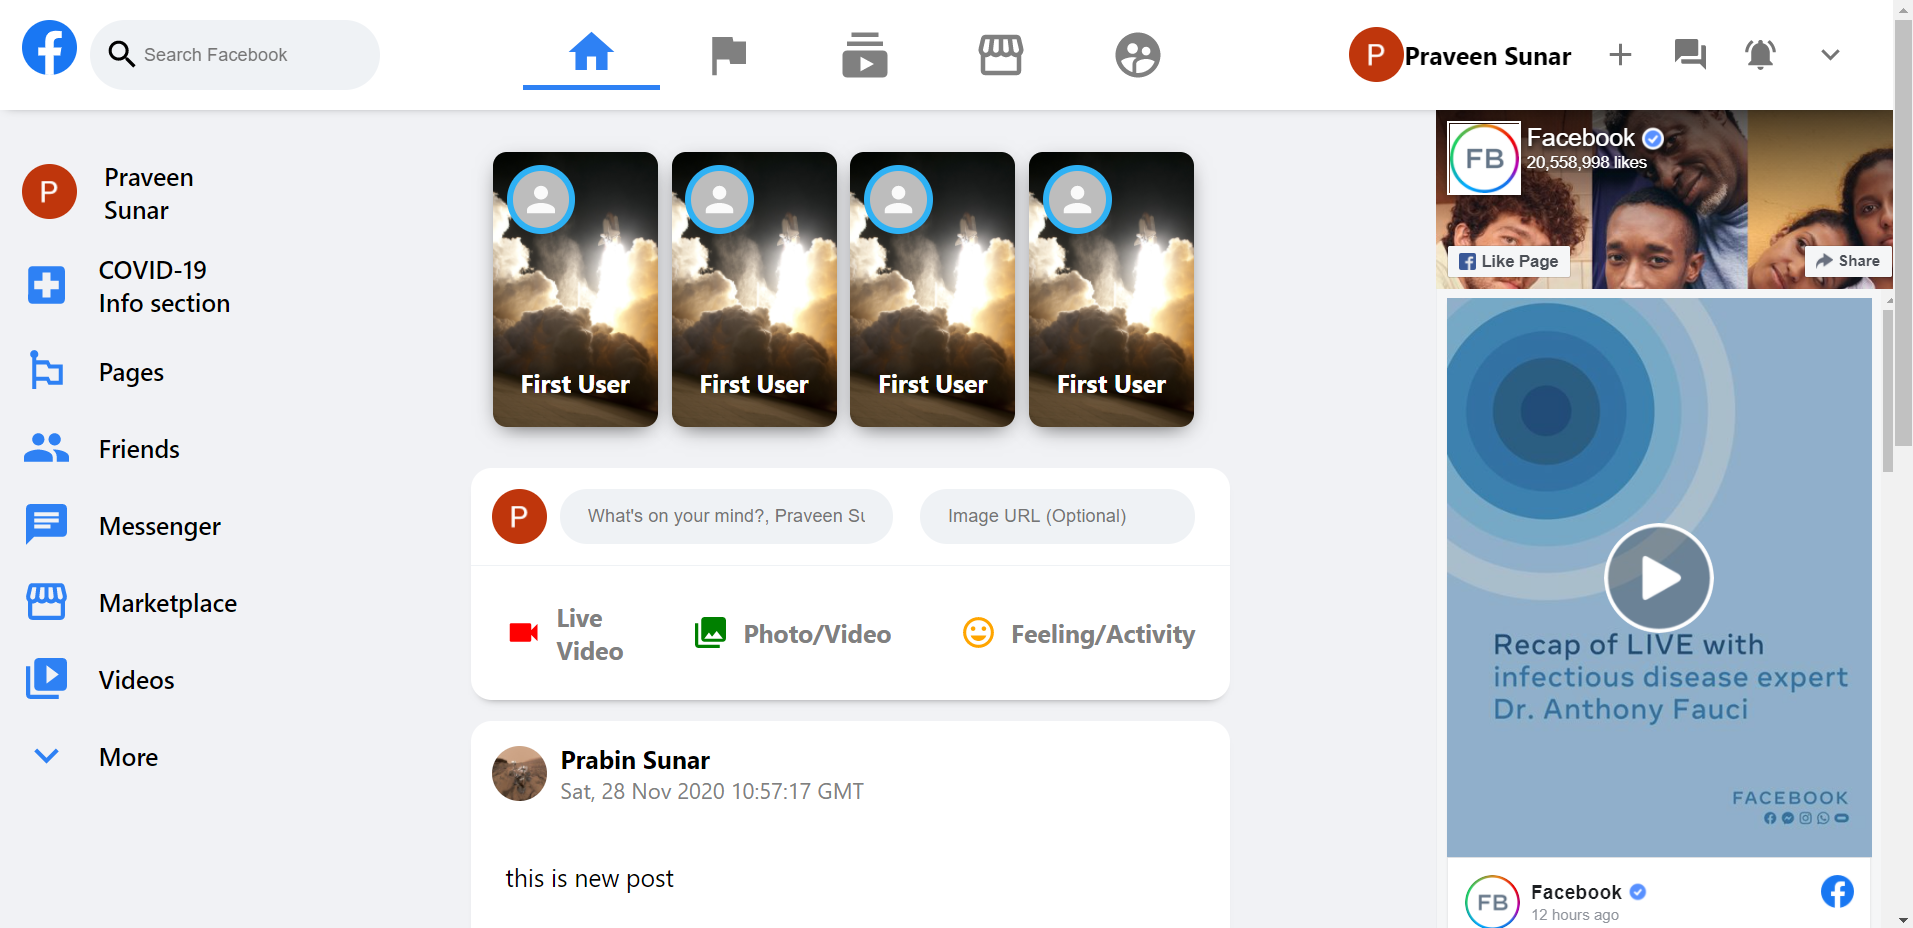 Search Facebook
P
Praveen Sunar
P
Praveen
Sunar
COVID-19
Info section
Pages
Friends
Messenger
Marketplace
Videos
More
First User
First User
First User
First User
P
What's on your mind?, Praveen Su
Image URL (Optional)
Live
Video
Photo/Video
Feeling/Activity
Prabin Sunar
Sat, 28 Nov 2020 10:57:17 GMT
this is new post
FB
Facebook
20,558,998 likes
Like Page
Share
Recap of LIVE with
infectious disease expert
Dr. Anthony Fauci
FACEBOOK
FB
Facebook
12 hours ago